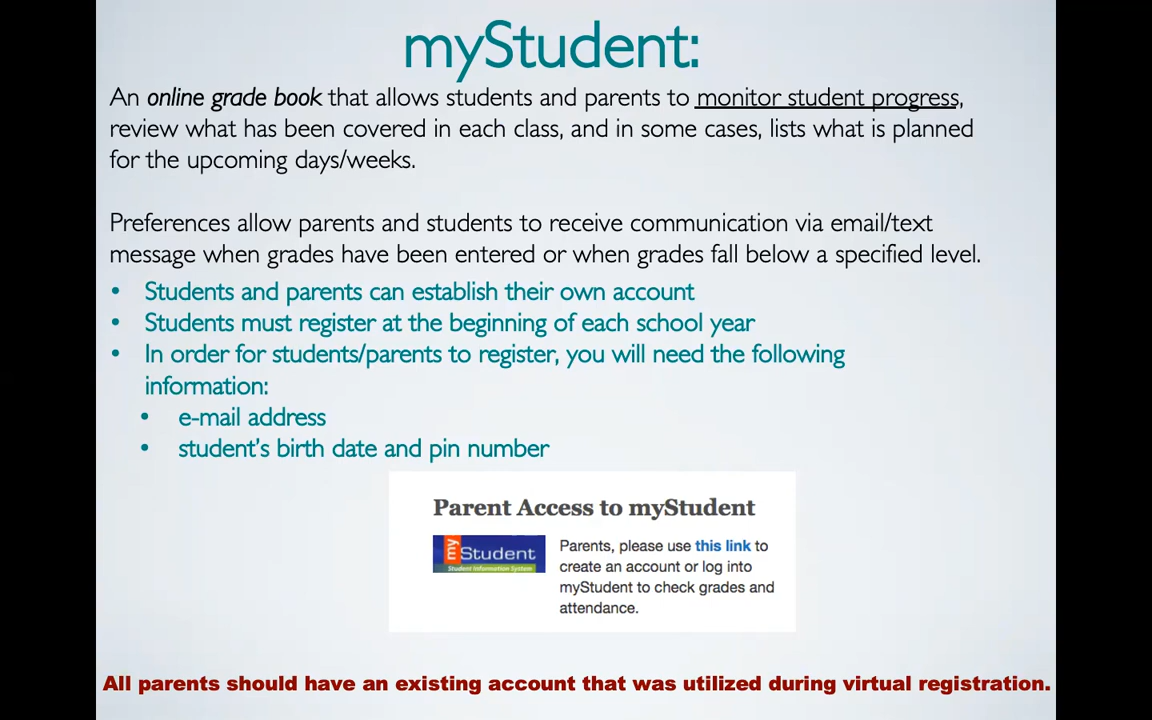 myStudent:
An online grade book that allows students and parents to monitor student progress,
review what has been covered in each class, and in some cases, lists what is planned
for the upcoming days/weeks.
Preferences allow parents and students to receive communication via email/text
message when grades have been entered or when grades fall below a specified level.
• Students and parents can establish their own account
• Students must register at the beginning of each school year
• In order for students/parents to register, you will need the following
information:
• e-mail address
• student’s birth date and pin number
Parent Access to myStudent
my Student
Student Information System
Parents, please use this link to
create an account or log into
myStudent to check grades and
attendance.
All parents should have an existing account that was utilized during virtual registration.